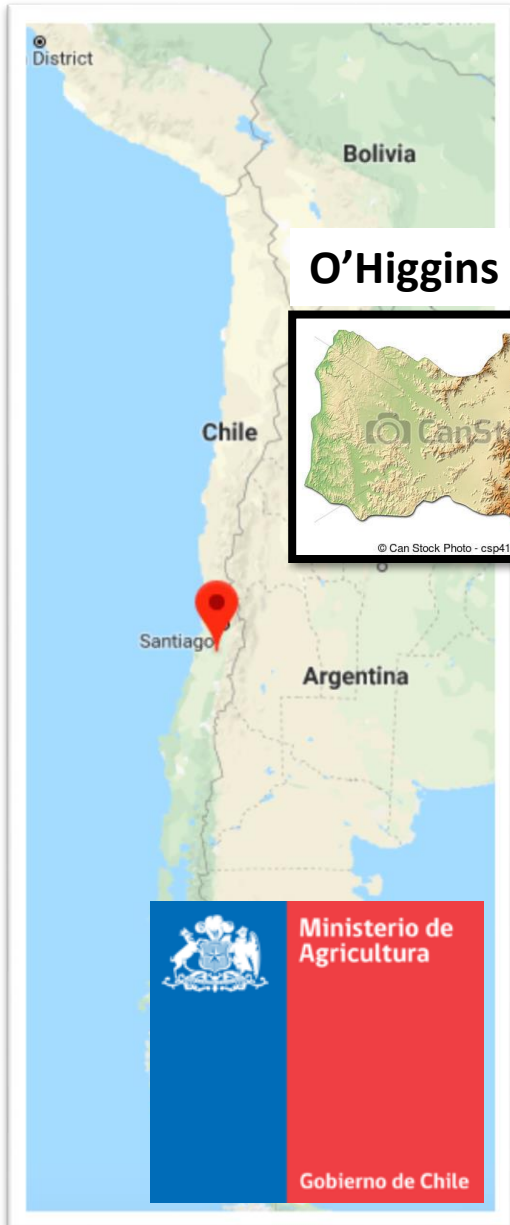 District
Bolivia
O'Higgins
© Can Stock Photo - csp41
Chile
Santiago
Argentina
Ministerio de
Agricultura
Gobierno de Chile